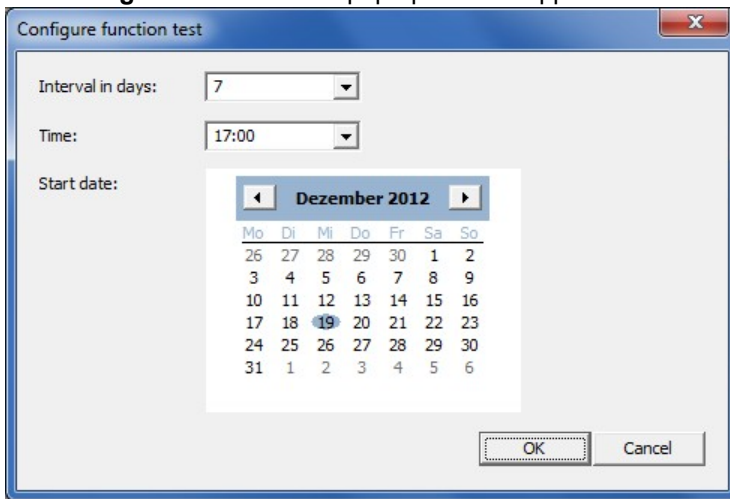 Configure function test
Interval in days: 7
Time: 17:00
Start date:
Dezember 2012
Mo Di Mi Do Fr Sa So
26 27 28 29 30 1 2
3 4 5 6 7 8 9
10 11 12 13 14 15 16
17 18 19 20 21 22 23
24 25 26 27 28 29 30
31 1 2 3 4 5 6
OK Cancel